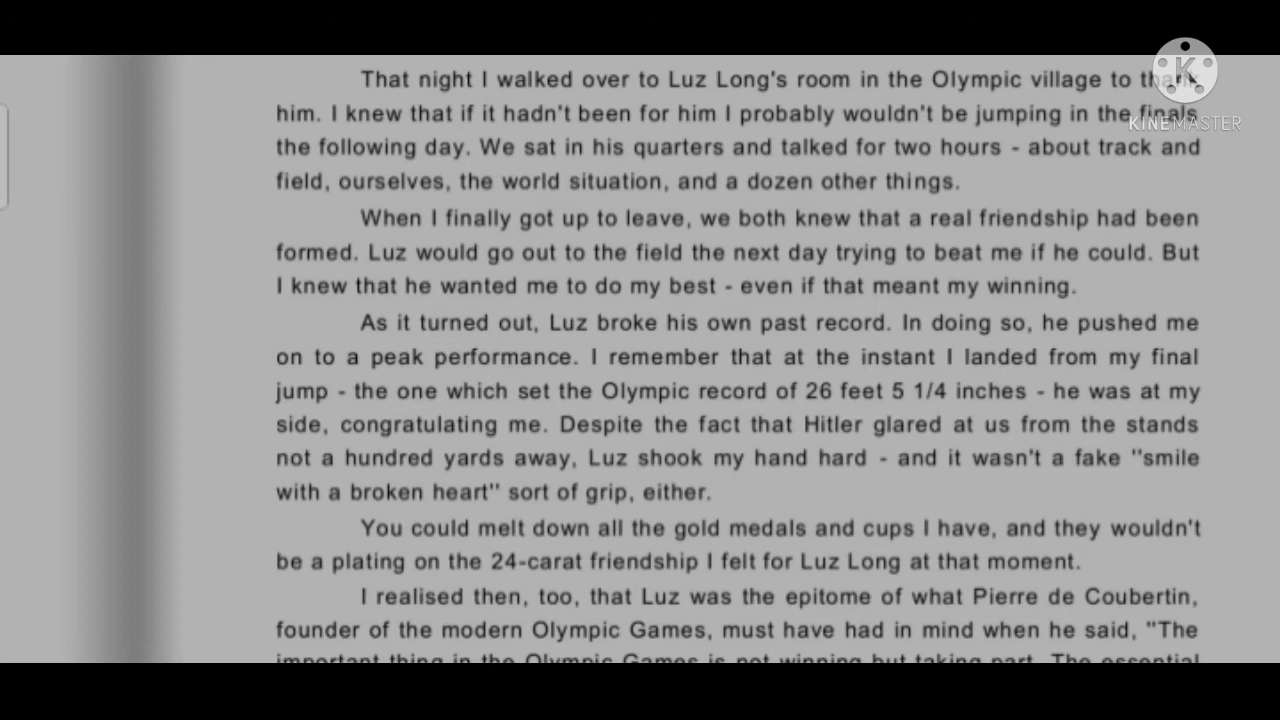 That night I walked over to Luz Long's room in the Olympic village to thank
him. I knew that if it hadn't been for him I probably wouldn't be jumping in the finals
the following day. We sat in his quarters and talked for two hours - about track and
field, ourselves, the world situation, and a dozen other things.
When I finally got up to leave, we both knew that a real friendship had been
formed. Luz would go out to the field the next day trying to beat me if he could. But
I knew that he wanted me to do my best - even if that meant my winning.
As it turned out, Luz broke his own past record. In doing so, he pushed me
on to a peak performance. I remember that at the instant I landed from my final
jump - the one which set the Olympic record of 26 feet 5 1/4 inches - he was at my
side, congratulating me. Despite the fact that Hitler glared at us from the stands
not a hundred yards away, Luz shook my hand hard - and it wasn't a fake "smile
with a broken heart" sort of grip, either.
You could melt down all the gold medals and cups I have, and they wouldn't
be a plating on the 24-carat friendship I felt for Luz Long at that moment.
I realised then, too, that Luz was the epitome of what Pierre de Coubertin,
founder of the modern Olympic Games, must have had in mind when he said, "The
important thing in the Olympic Games is not winning but taking part. The essential
K
KINEMASTER